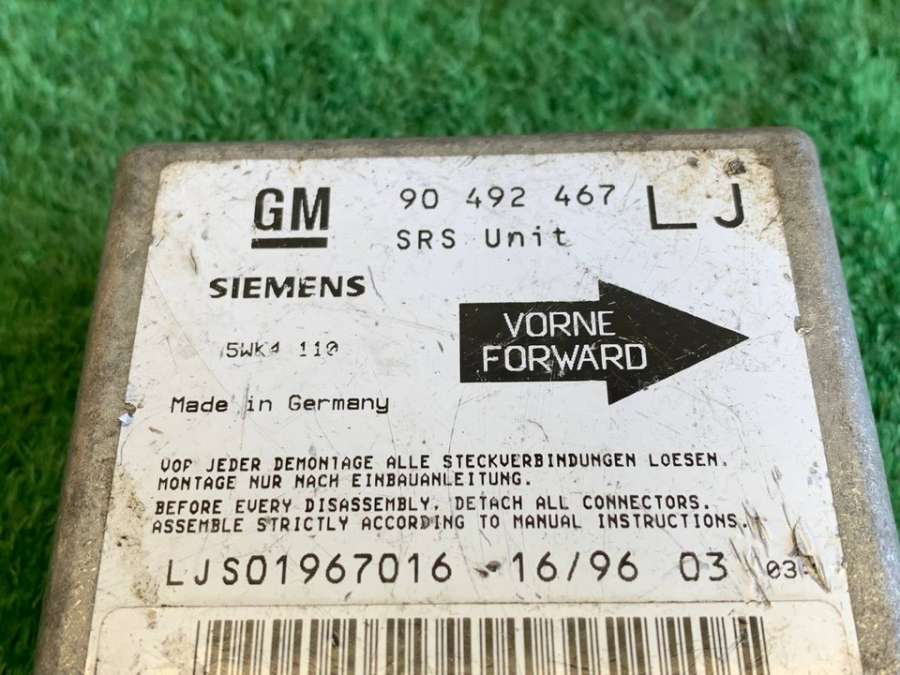 GM 90 492 467 LJ
SRS Unit
SIEMENS
5WK4 110
VORNE
FORWARD
Made in Germany
VOR JEDER DEMONTAGE ALLE STECKVERBINDUNGEN LOESEN.
MONTAGE NUR NACH EINBAUANLEITUNG.
BEFORE EVERY DISASSEMBLY, DETACH ALL CONNECTORS.
ASSEMBLE STRICTLY ACCORDING TO MANUAL INSTRUCTIONS.
LJS01967016 -16/96 03 03